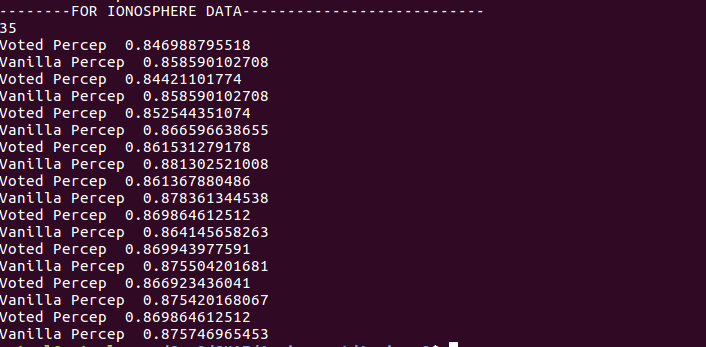 --------FOR IONOSPHERE DATA---------------------------
35
Voted Percep  0.846988795518
Vanilla Percep  0.858590102708
Voted Percep  0.84421101774
Vanilla Percep  0.858590102708
Voted Percep  0.852544351074
Vanilla Percep  0.866596638655
Voted Percep  0.861531279178
Vanilla Percep  0.881302521008
Voted Percep  0.861367880486
Vanilla Percep  0.878361344538
Voted Percep  0.869864612512
Vanilla Percep  0.864145658263
Voted Percep  0.869943977591
Vanilla Percep  0.875504201681
Voted Percep  0.866923436041
Vanilla Percep  0.875420168067
Voted Percep  0.869864612512
Vanilla Percep  0.875746965453